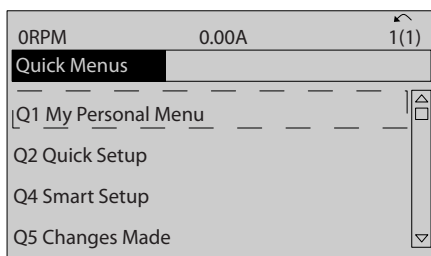 0RPM 0.00A 1(1)
Quick Menus
Q1 My Personal Menu
Q2 Quick Setup
Q4 Smart Setup
Q5 Changes Made